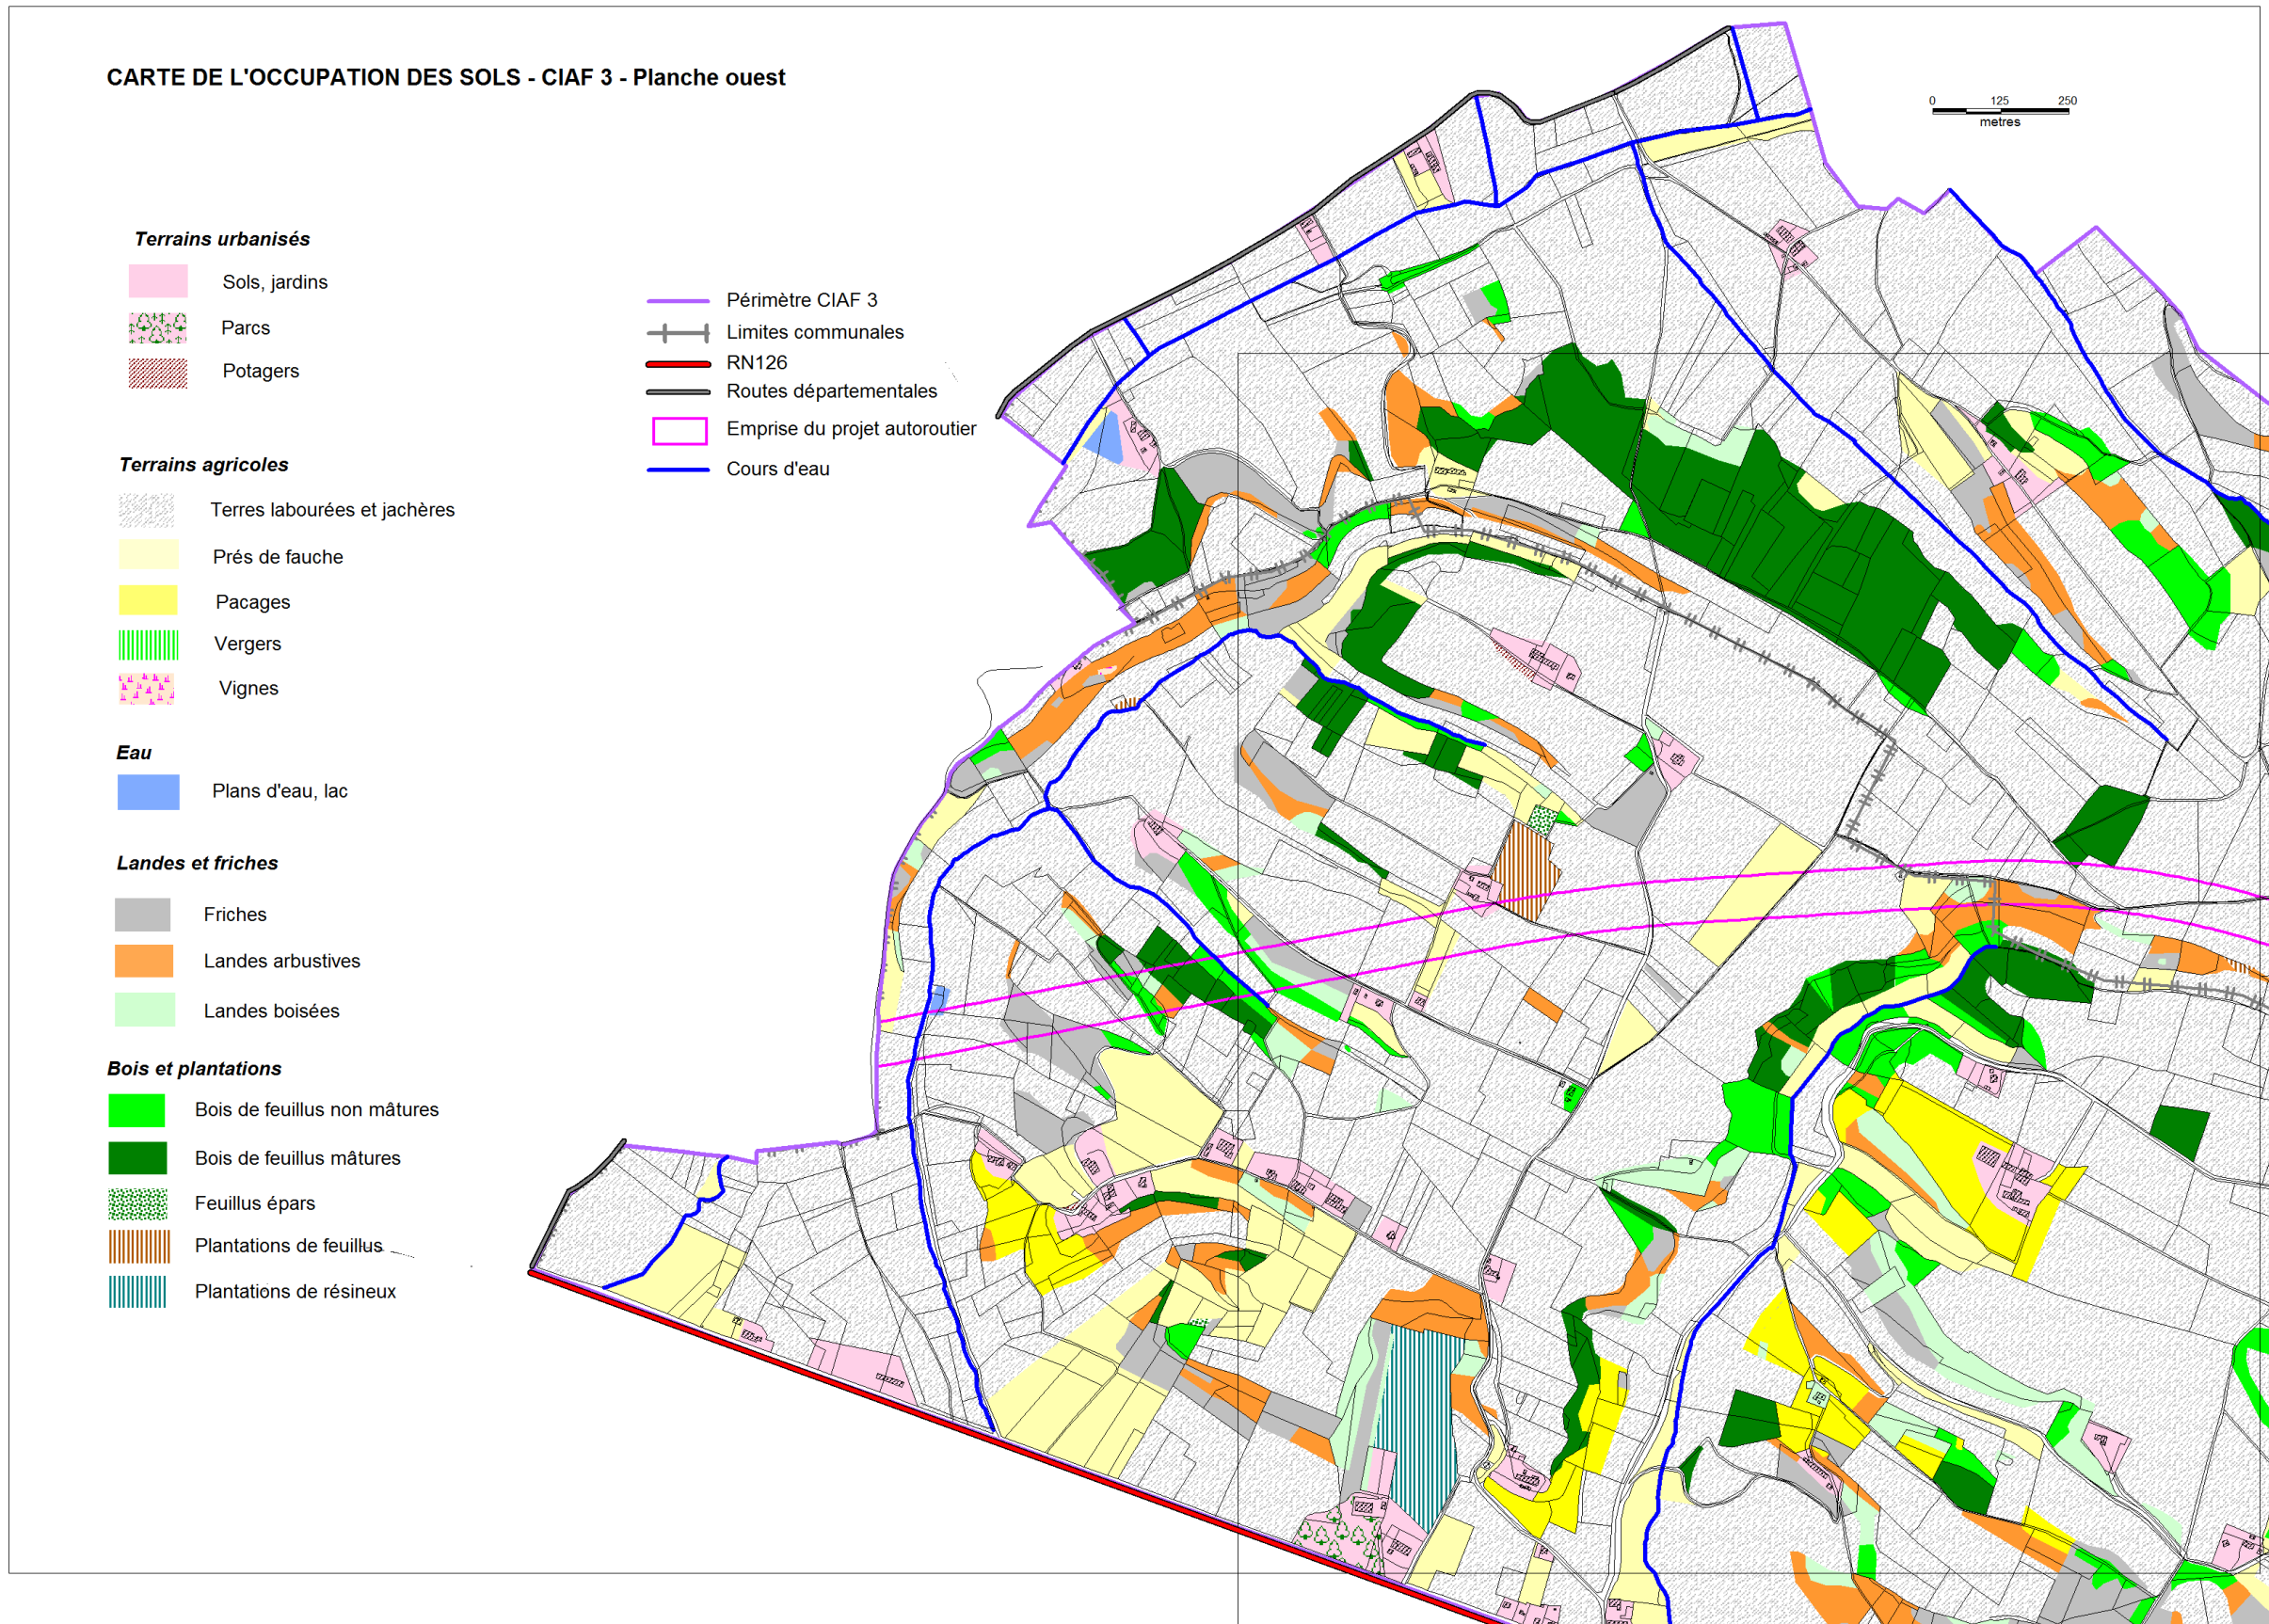 CARTE DE L'OCCUPATION DES SOLS - CIAF 3 - Planche ouest
0 125 250
metres
Terrains urbanisés
Sols, jardins
Parcs
Potagers
Terrains agricoles
Terres labourées et jachères
Prés de fauche
Pacages
Vergers
Vignes
Eau
Plans d'eau, lac
Landes et friches
Friches
Landes arbustives
Landes boisées
Bois et plantations
Bois de feuillus non mâtures
Bois de feuillus mâtures
Feuillus épars
Plantations de feuillus
Plantations de résineux
Périmètre CIAF 3
Limites communales
RN126
Routes départementales
Emprise du projet autoroutier
Cours d'eau